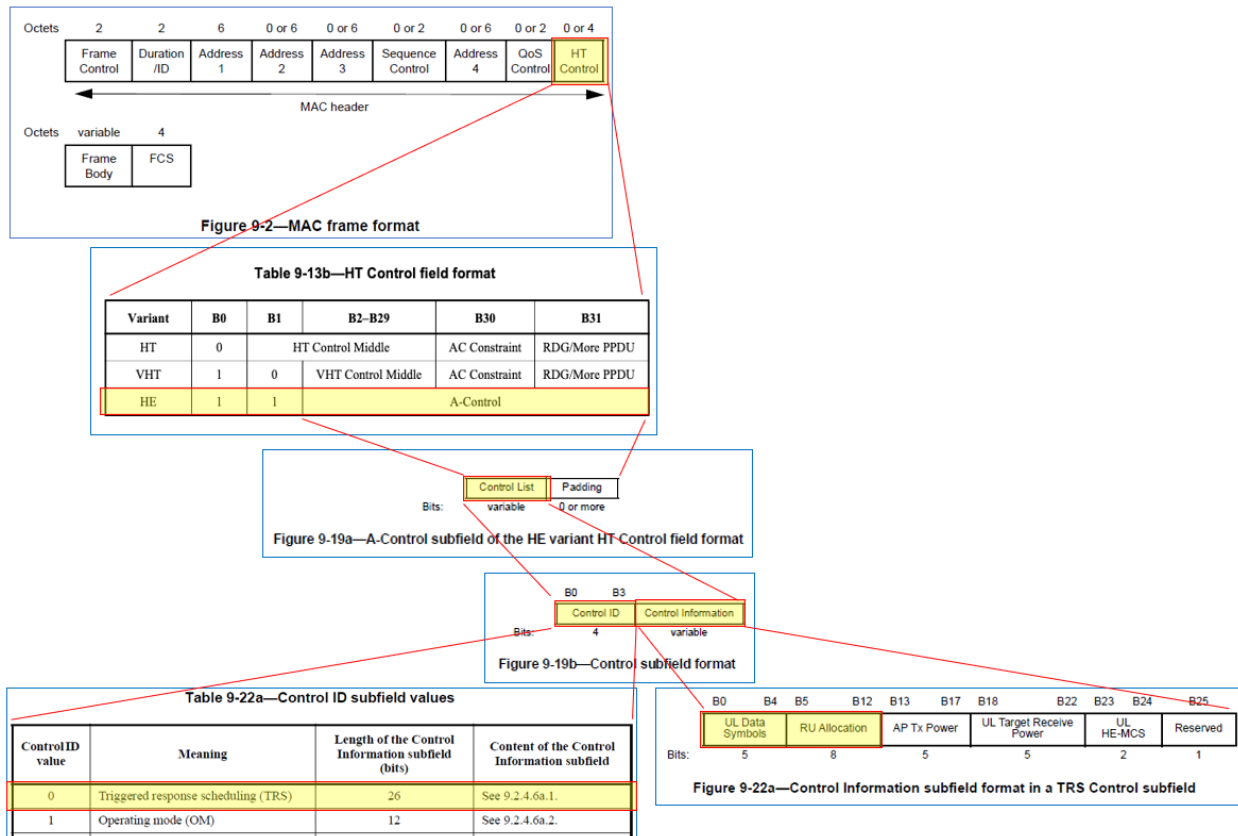 Octets 2 2 6 0 or 6 0 or 6 0 or 2 0 or 6 0 or 2 0 or 4
Frame Duration Address Address Address Sequence Address QoS HT
Control /ID 1 2 3 Control 4 Control Control
MAC header
Octets variable 4
Frame FCS
Body
Figure 9-2—MAC frame format
Table 9-13b—HT Control field format
Variant B0 B1 B2–B29 B30 B31
HT 0 HT Control Middle AC Constraint RDG/More PPDU
VHT 1 0 VHT Control Middle AC Constraint RDG/More PPDU
HE 1 1 A-Control
Control List Padding
Bits: variable 0 or more
Figure 9-19a—A-Control subfield of the HE variant HT Control field format
B0 B3
Control ID Control Information
Bits: 4 variable
Figure 9-19b—Control subfield format
Table 9-22a—Control ID subfield values
Control ID value Meaning Length of the Control Information subfield (bits) Content of the Control Information subfield
0 Triggered response scheduling (TRS) 26 See 9.2.4.6a.1.
1 Operating mode (OM) 12 See 9.2.4.6a.2.
B0 B4 B5 B12 B13 B17 B18 B22 B23 B24 B25
UL Data Symbols RU Allocation AP Tx Power UL Target Receive Power UL HE-MCS Reserved
Bits: 5 8 5 5 2 1
Figure 9-22a—Control Information subfield format in a TRS Control subfield